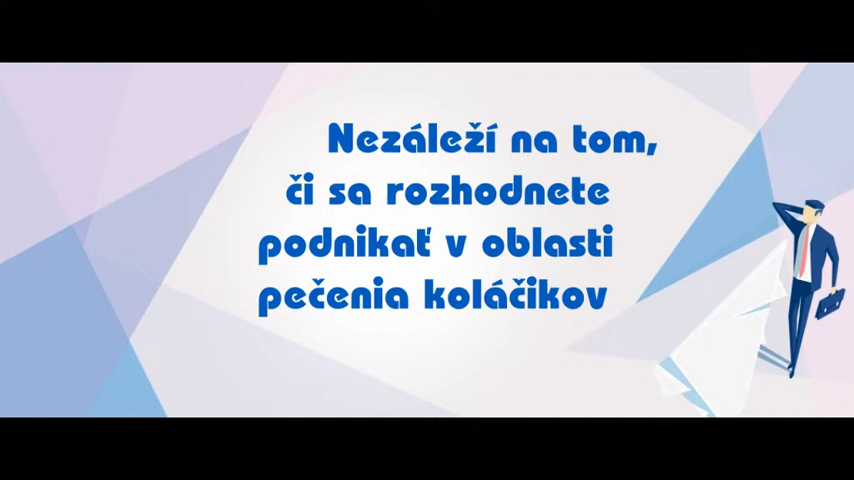 Nezáleží na tom,
či sa rozhodnete
podnikať v oblasti
pečenia koláčikov